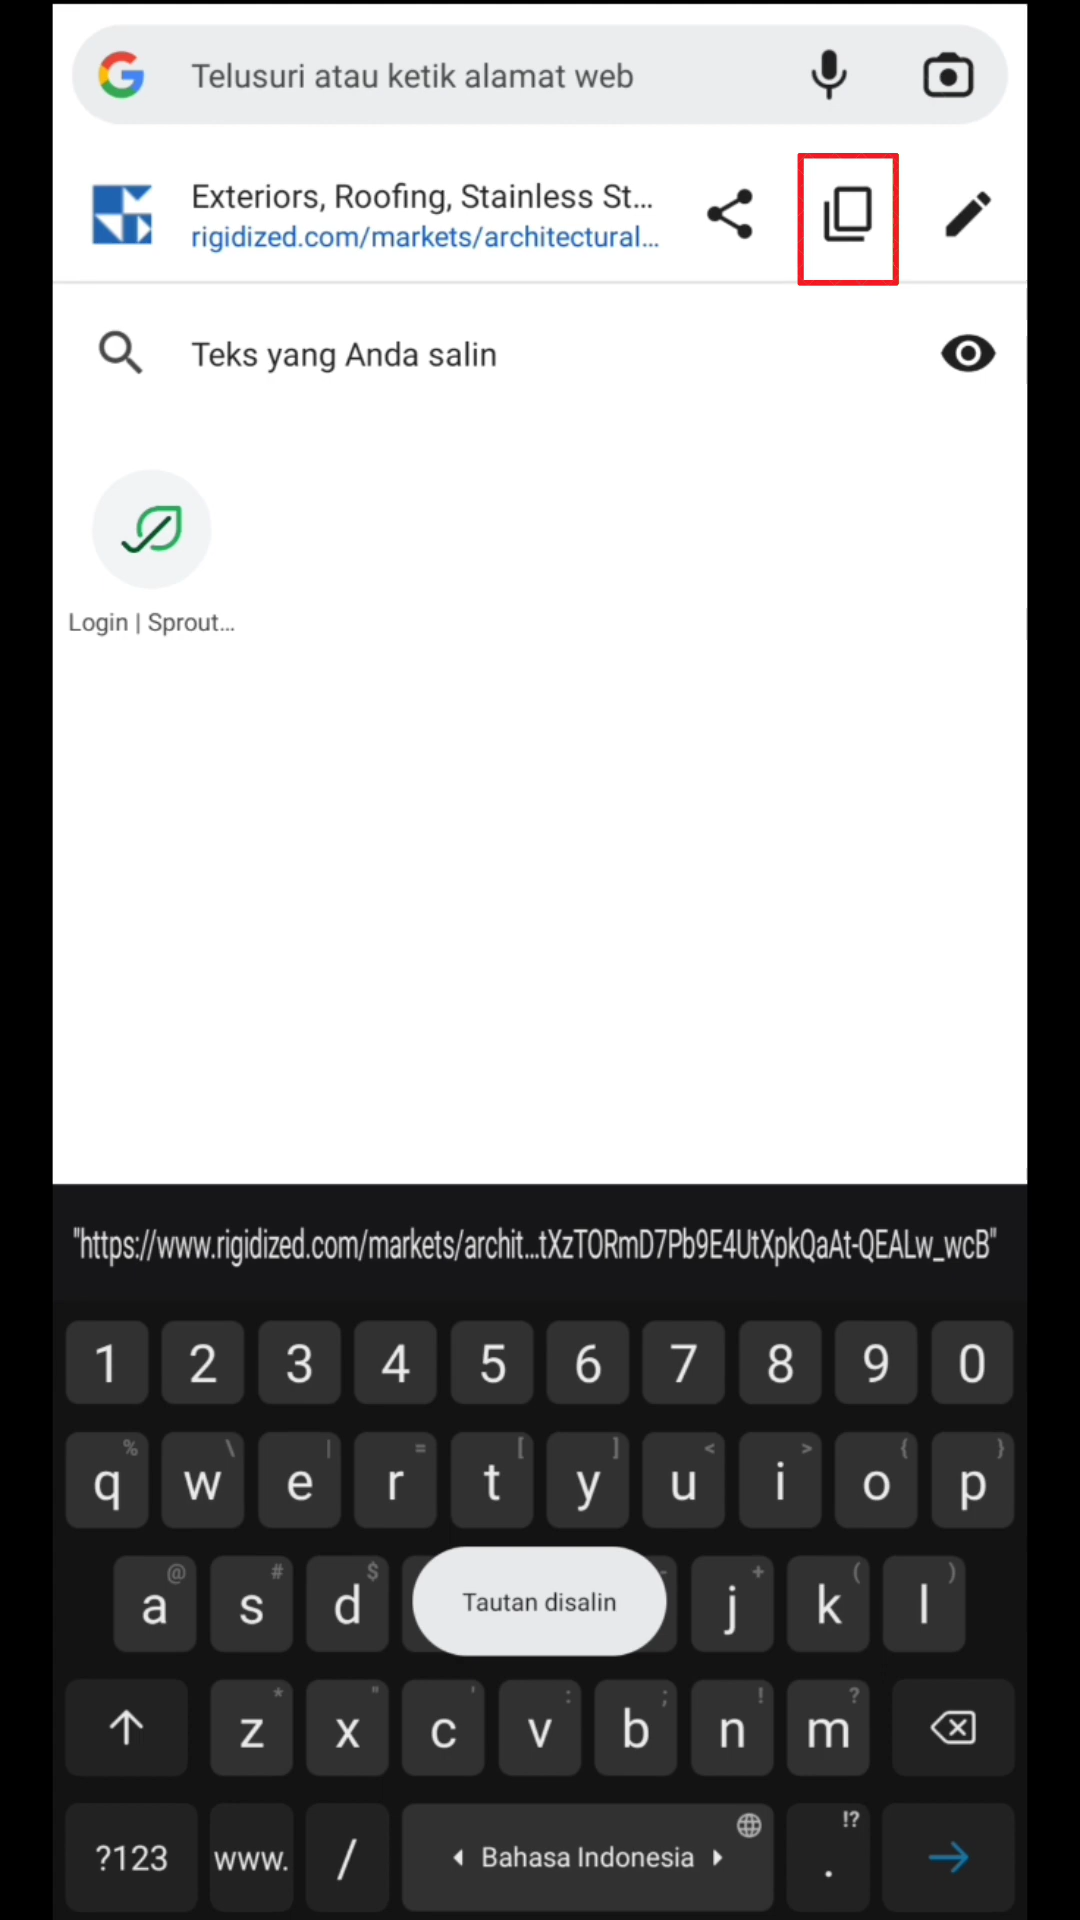 Telusuri atau ketik alamat web
Exteriors, Roofing, Stainless St...
rigidized.com/markets/architectural...
Teks yang Anda salin
Login | Sprout...
"https://www.rigidized.com/markets/archit...tXzTORmD7Pb9E4UtXpkQaAt-QEALw_wcB"
1 2 3 4 5 6 7 8 9 0
% \ | = [ ] < > { }
q w e r t y u i o p
@ # $ - + ( )
a s d j k l
Tautan disalin
* " ' : ; ! ?
z x c v b n m
!?
?123 www. / Bahasa Indonesia .